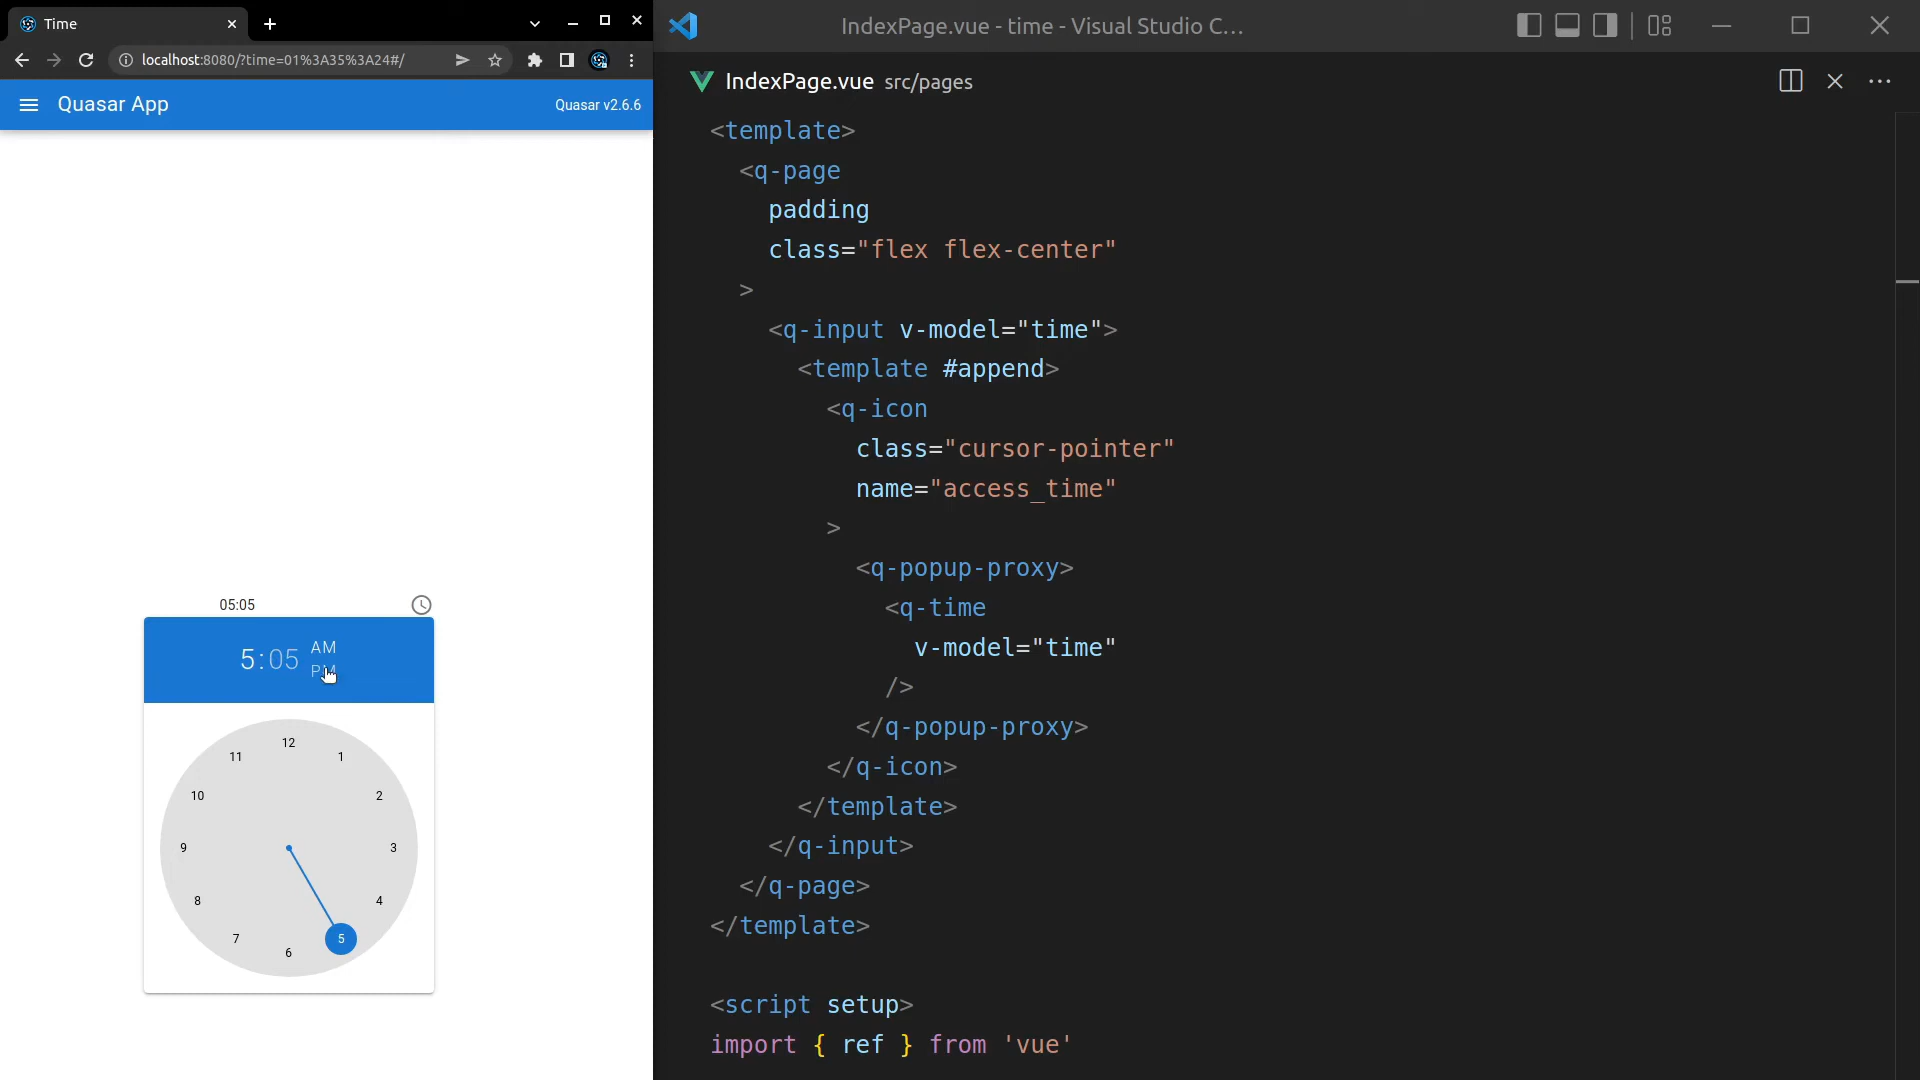 Time
localhost:8080/?time=01%3A35%3A24#/
Quasar App
Quasar v2.6.6
05:05
5:05
AM
PM
12
11
1
10
2
9
3
8
4
7
5
6
IndexPage.vue - time - Visual Studio C...
IndexPage.vue src/pages
<template>
<q-page
padding
class="flex flex-center"
>
<q-input v-model="time">
<template #append>
<q-icon
class="cursor-pointer"
name="access_time"
>
<q-popup-proxy>
<q-time
v-model="time"
/>
</q-popup-proxy>
</q-icon>
</template>
</q-input>
</q-page>
</template>
<script setup>
import { ref } from 'vue'